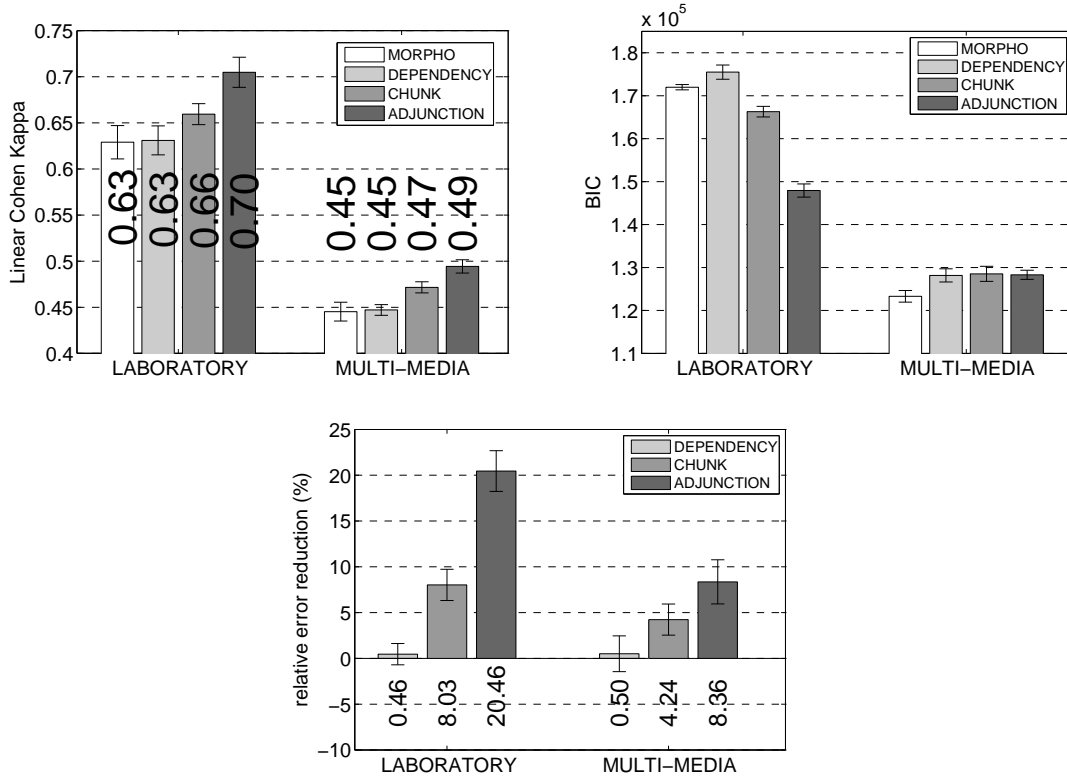 Linear Cohen Kappa
0.75
0.7
0.65
0.6
0.55
0.5
0.45
0.4
MORPHO
DEPENDENCY
CHUNK
ADJUNCTION
0.63
0.63
0.66
0.70
0.45
0.45
0.47
0.49
LABORATORY
MULTI−MEDIA
x 10^5
BIC
1.8
1.7
1.6
1.5
1.4
1.3
1.2
1.1
MORPHO
DEPENDENCY
CHUNK
ADJUNCTION
LABORATORY
MULTI−MEDIA
relative error reduction (%)
25
20
15
10
5
0
−5
−10
DEPENDENCY
CHUNK
ADJUNCTION
0.46
8.03
20.46
0.50
4.24
8.36
LABORATORY
MULTI−MEDIA